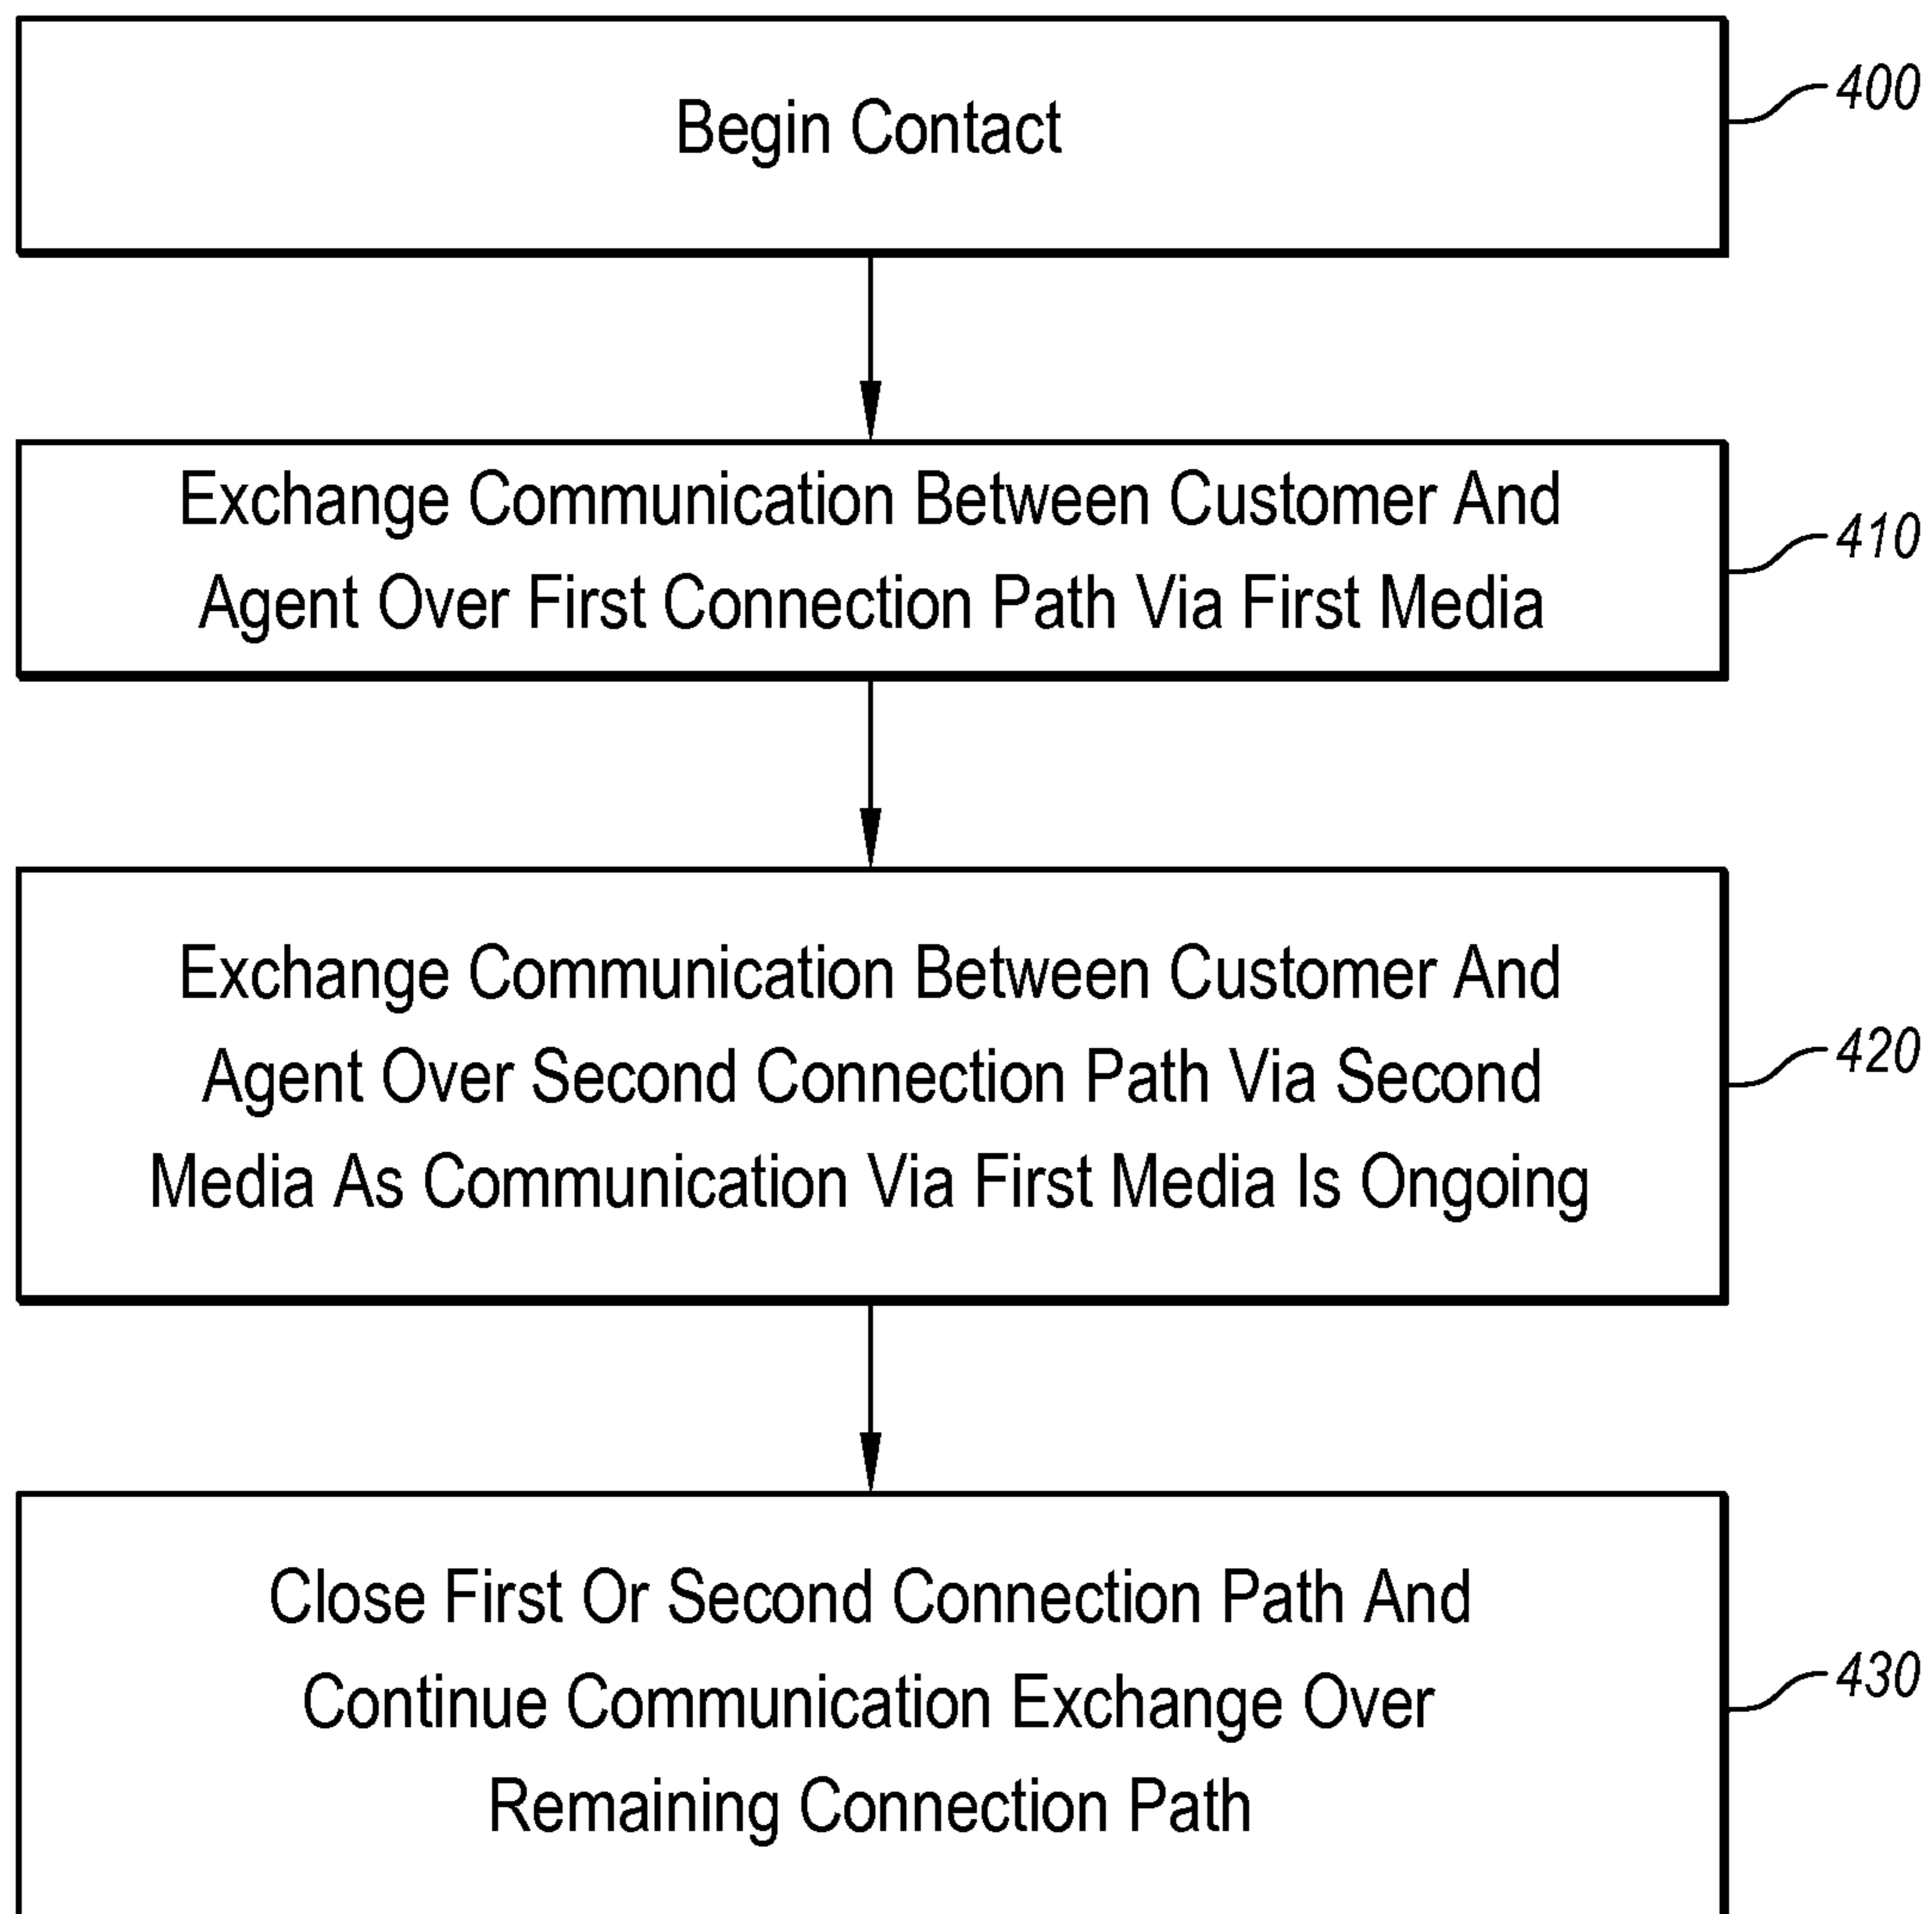 Begin Contact
400
Exchange Communication Between Customer And
Agent Over First Connection Path Via First Media
410
Exchange Communication Between Customer And
Agent Over Second Connection Path Via Second
Media As Communication Via First Media Is Ongoing
420
Close First Or Second Connection Path And
Continue Communication Exchange Over
Remaining Connection Path
430